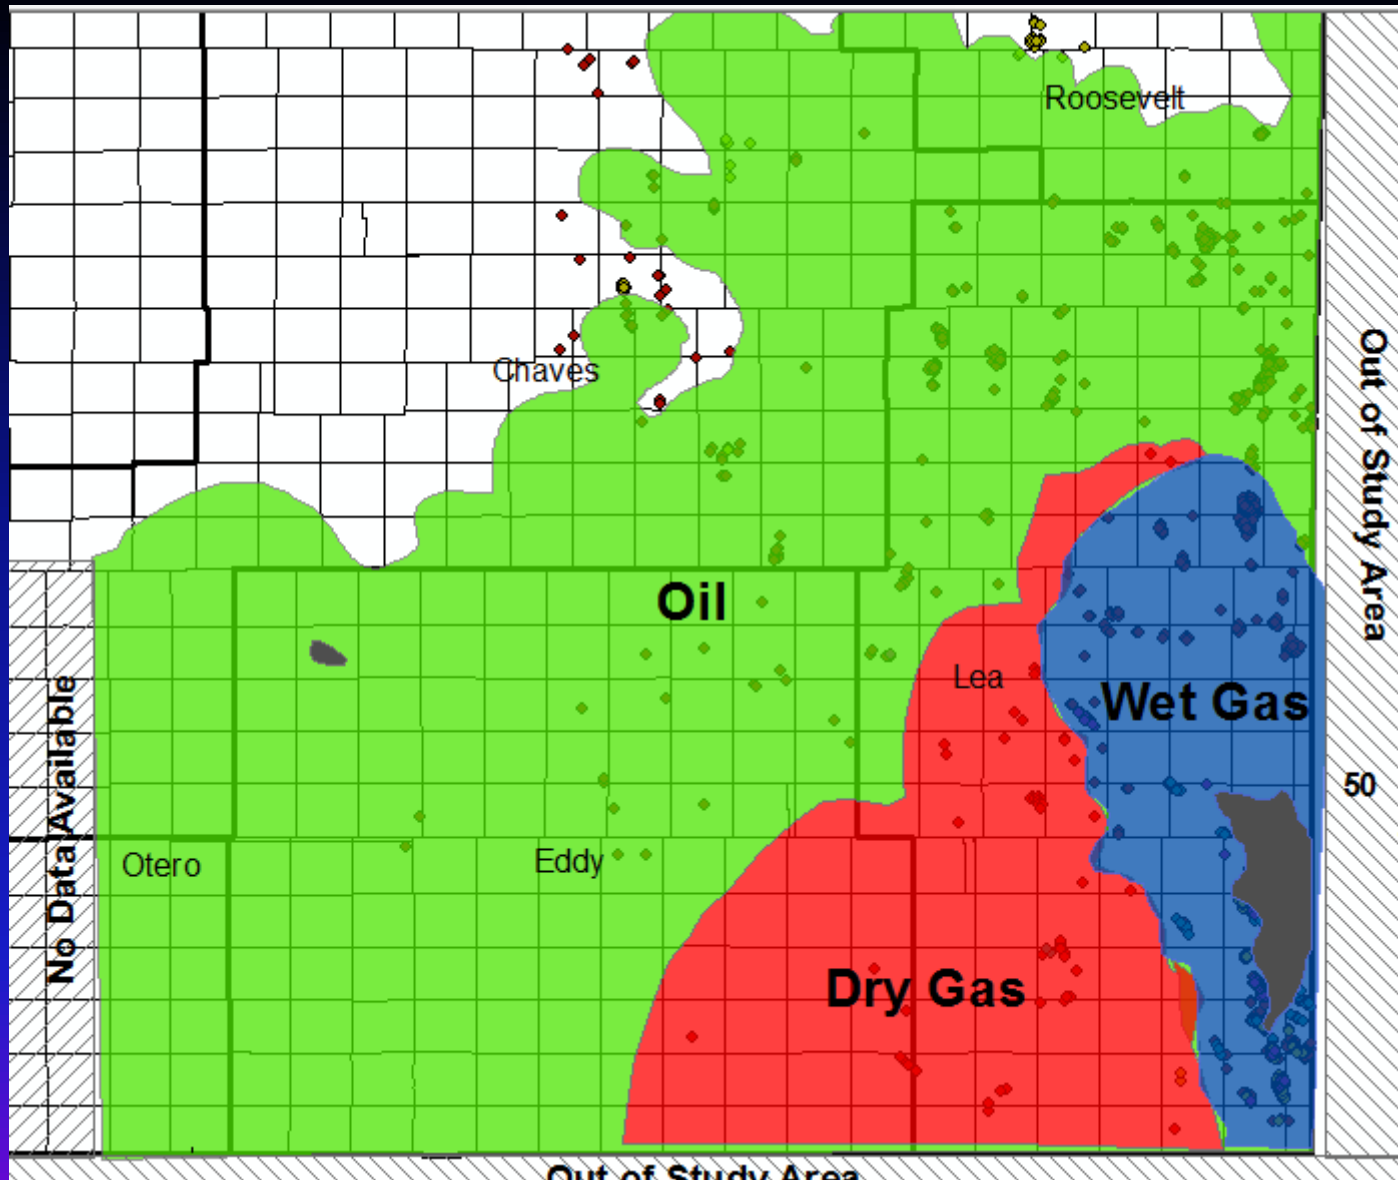 Roosevelt
Chaves
Out of Study Area
Oil
Lea
Wet Gas
No Data Available
50
Otero
Eddy
Dry Gas
Out of Study Area